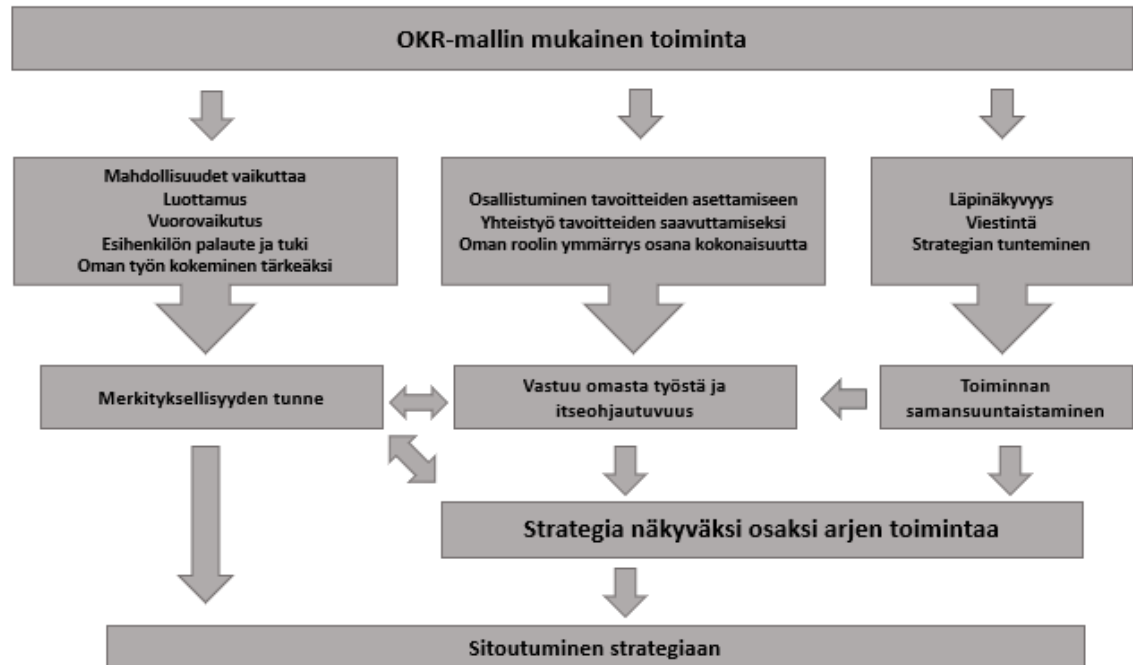 OKR-mallin mukainen toiminta
Mahdollisuudet vaikuttaa
Luottamus
Vuorovaikutus
Esihenkilön palaute ja tuki
Oman työn kokeminen tärkeäksi
Osallistuminen tavoitteiden asettamiseen
Yhteistyö tavoitteiden saavuttamiseksi
Oman roolin ymmärrys osana kokonaisuutta
Läpinäkyvyys
Viestintä
Strategian tunteminen
Merkityksellisyyden tunne
Vastuu omasta työstä ja
itseohjautuvuus
Toiminnan
samansuuntaistaminen
Strategia näkyväksi osaksi arjen toimintaa
Sitoutuminen strategiaan